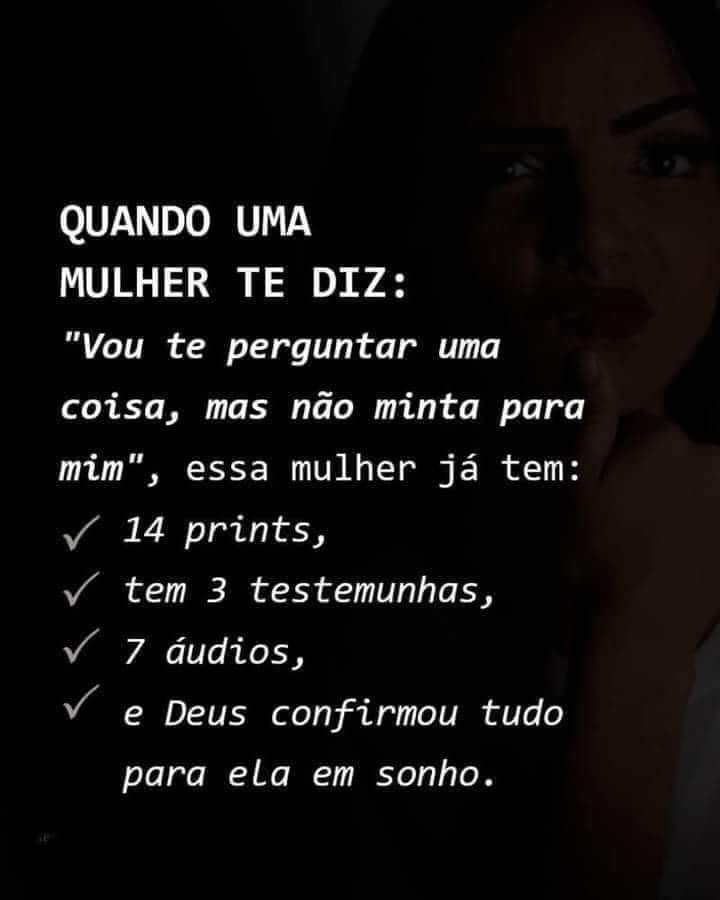 QUANDO UMA
MULHER TE DIZ:
"Vou te perguntar uma
coisa, mas não minta para
mim", essa mulher já tem:
✓ 14 prints,
✓ tem 3 testemunhas,
✓ 7 áudios,
✓ e Deus confirmou tudo
para ela em sonho.